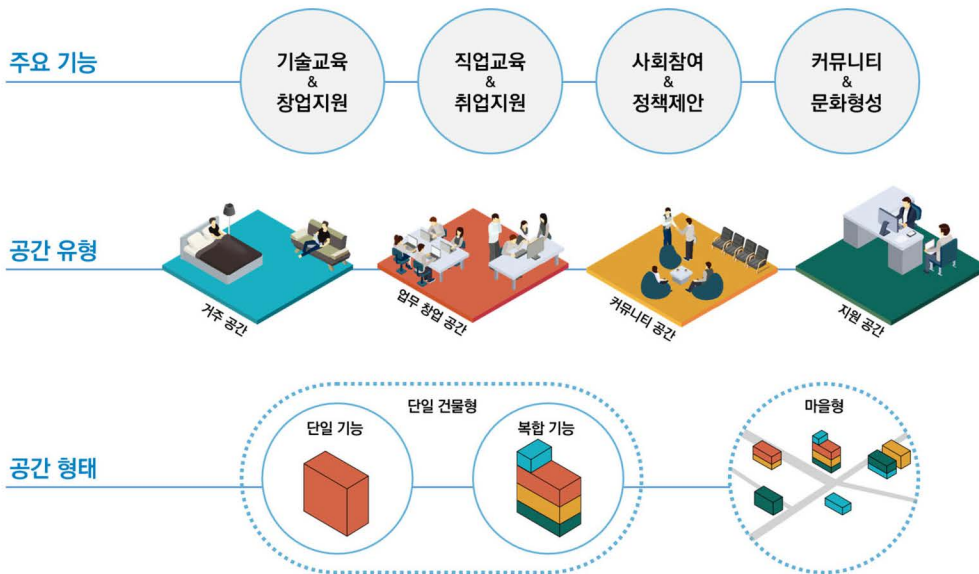 주요 기능
기술교육
&
창업지원
직업교육
&
취업지원
사회참여
&
정책제안
커뮤니티
&
문화형성
공간 유형
거주 공간
업무 창업 공간
커뮤니티 공간
지원 공간
공간 형태
단일 건물형
단일 기능
복합 기능
마을형